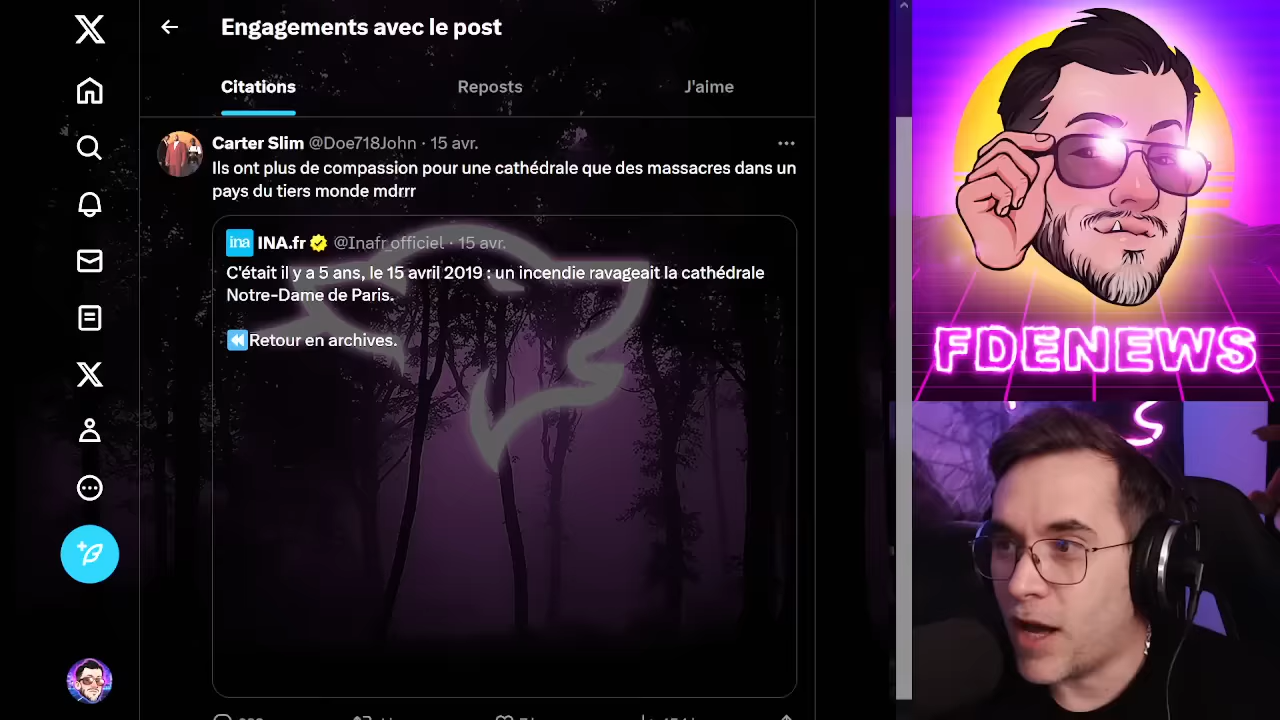 Engagements avec le post
Citations
Reposts
J'aime
Carter Slim @Doe718John · 15 avr.
Ils ont plus de compassion pour une cathédrale que des massacres dans un
pays du tiers monde mdrrr
ina INA.fr @Inafr_officiel · 15 avr.
C'était il y a 5 ans, le 15 avril 2019 : un incendie ravageait la cathédrale
Notre-Dame de Paris.
Retour en archives.
FDENEWS